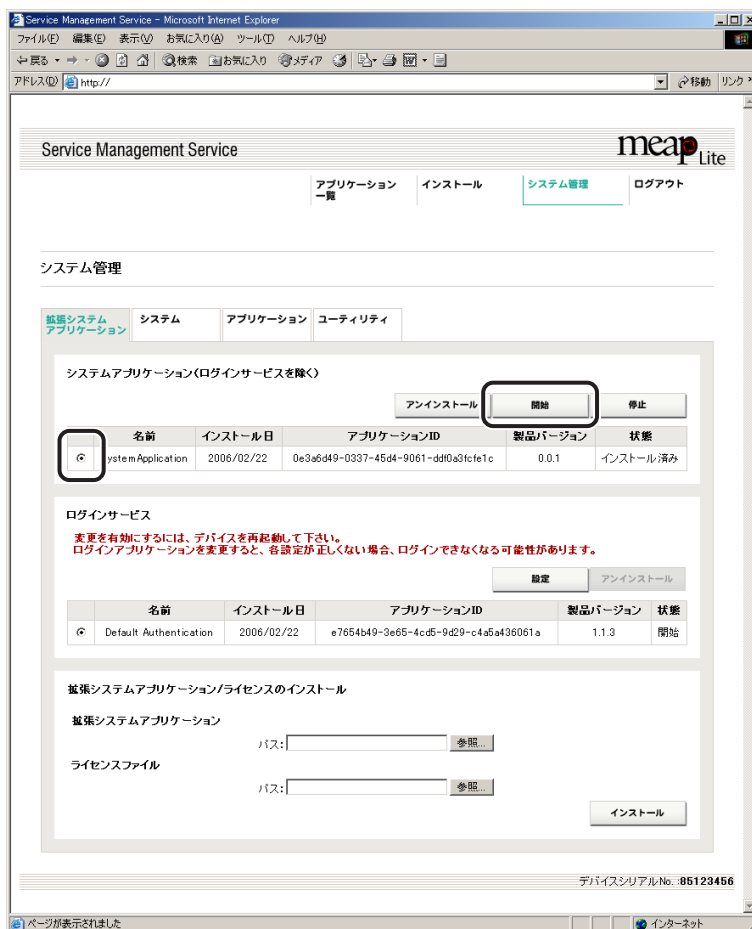 Service Management Service - Microsoft Internet Explorer
ファイル(F) 編集(E) 表示(V) お気に入り(A) ツール(T) ヘルプ(H)
戻る 検索 お気に入り メディア
アドレス(D) http:// 移動 リンク
Service Management Service
meap Lite
アプリケーション一覧 インストール システム管理 ログアウト
システム管理
拡張システムアプリケーション システム アプリケーション ユーティリティ
システムアプリケーション(ログインサービスを除く)
アンインストール 開始 停止
名前 インストール日 アプリケーションID 製品バージョン 状態
ystemApplication 2006/02/22 0e3a6d49-0337-45d4-9061-ddf0a3fcfe1c 0.0.1 インストール済み
ログインサービス
変更を有効にするには、デバイスを再起動して下さい。
ログインアプリケーションを変更すると、各設定が正しくない場合、ログインできなくなる可能性があります。
設定 アンインストール
名前 インストール日 アプリケーションID 製品バージョン 状態
Default Authentication 2006/02/22 e7654b49-3e65-4cd5-9d29-c4a5a436061a 1.1.3 開始
拡張システムアプリケーション/ライセンスのインストール
拡張システムアプリケーション
パス: 参照...
ライセンスファイル
パス: 参照...
インストール
デバイスシリアルNo. :85123456
ページが表示されました インターネット